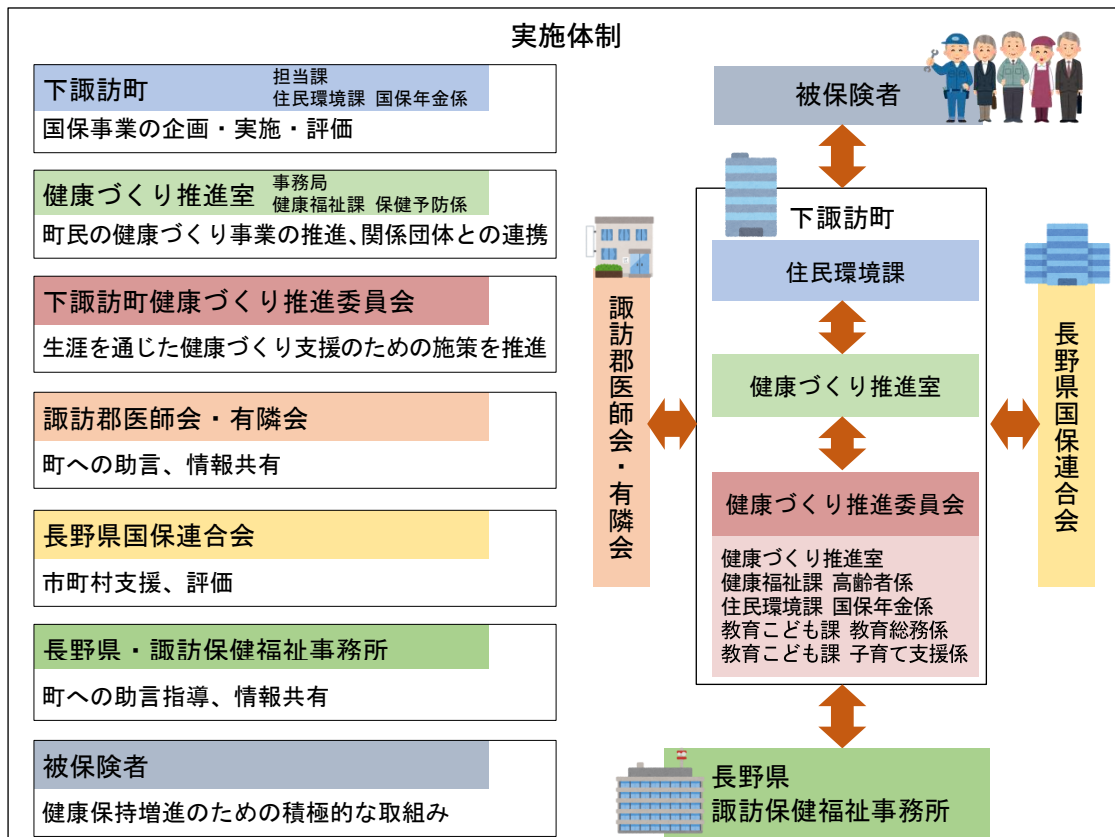 実施体制
下諏訪町
担当課
住民環境課 国保年金係
国保事業の企画・実施・評価
健康づくり推進室
事務局
健康福祉課 保健予防係
町民の健康づくり事業の推進、関係団体との連携
下諏訪町健康づくり推進委員会
生涯を通じた健康づくり支援のための施策を推進
諏訪郡医師会・有隣会
町への助言、情報共有
長野県国保連合会
市町村支援、評価
長野県・諏訪保健福祉事務所
町への助言指導、情報共有
被保険者
健康保持増進のための積極的な取組み
被保険者
下諏訪町
住民環境課
健康づくり推進室
健康づくり推進委員会
健康づくり推進室
健康福祉課 高齢者係
住民環境課 国保年金係
教育こども課 教育総務係
教育こども課 子育て支援係
諏訪郡医師会・有隣会
長野県国保連合会
長野県
諏訪保健福祉事務所